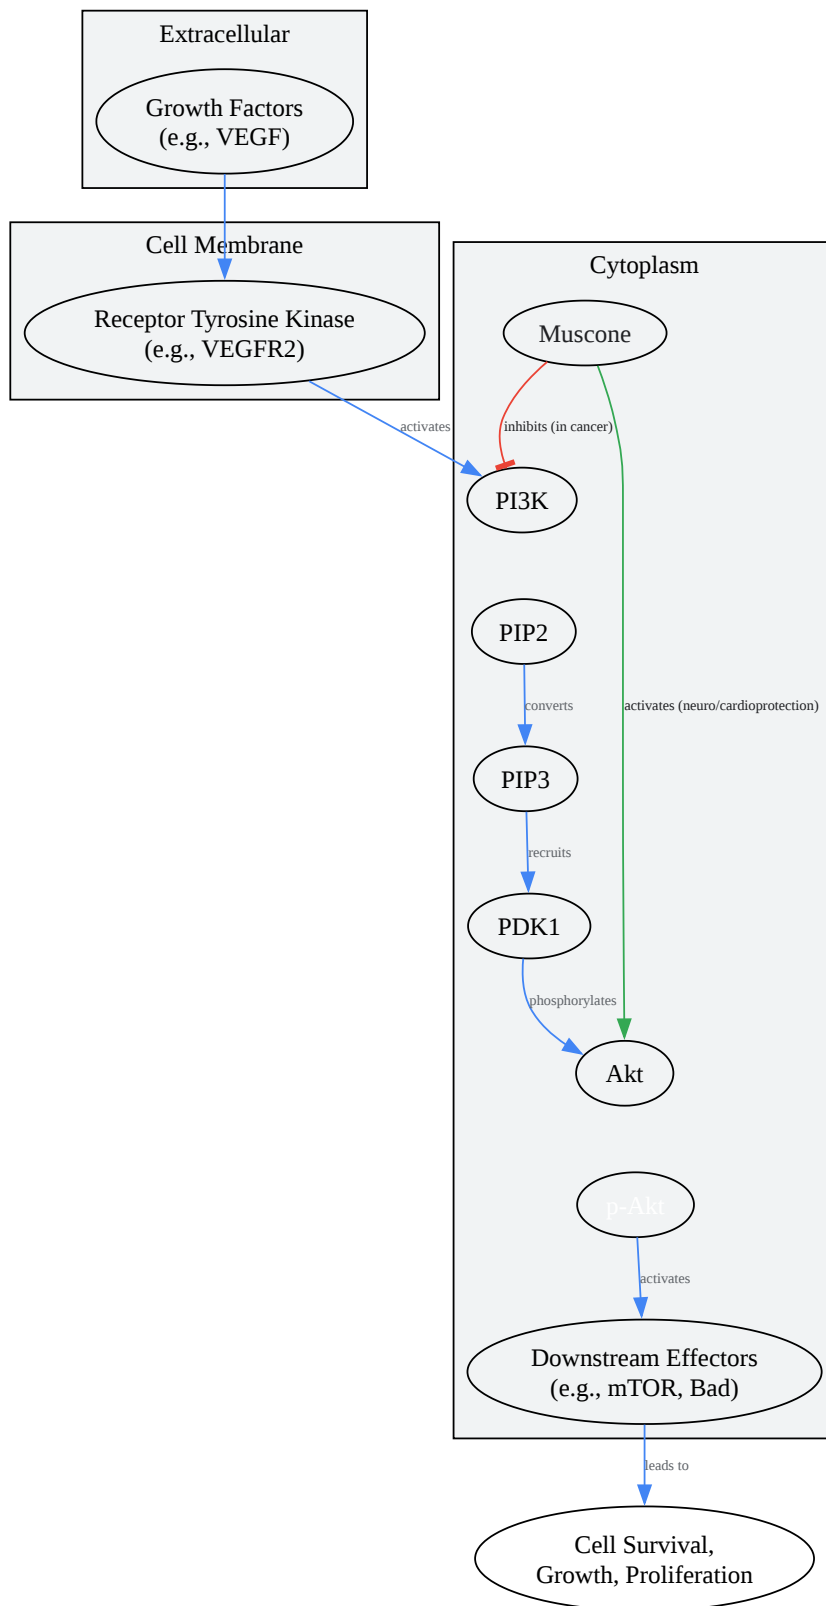 Extracellular
Growth Factors
(e.g., VEGF)
Cell Membrane
Receptor Tyrosine Kinase
(e.g., VEGFR2)
Cytoplasm
Muscone
activates
inhibits (in cancer)
PI3K
PIP2
converts
activates (neuro/cardioprotection)
PIP3
recruits
PDK1
phosphorylates
Akt
p-Akt
activates
Downstream Effectors
(e.g., mTOR, Bad)
leads to
Cell Survival,
Growth, Proliferation